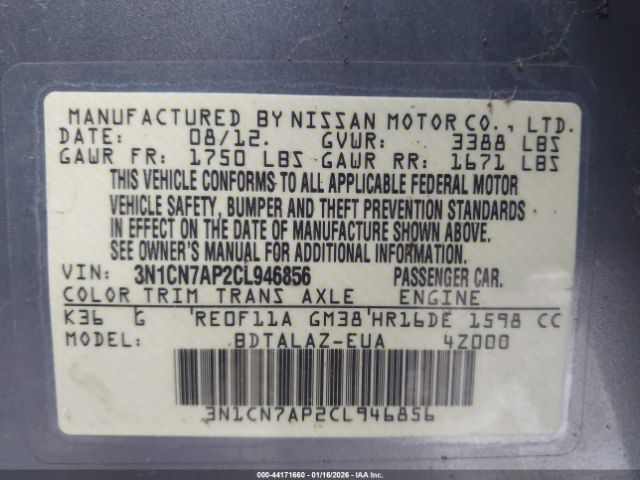 MANUFACTURED BY NISSAN MOTOR CO., LTD.
DATE: 08/12. GVWR: 3388 LBS
GAWR FR: 1750 LBS GAWR RR: 1671 LBS
THIS VEHICLE CONFORMS TO ALL APPLICABLE FEDERAL MOTOR
VEHICLE SAFETY, BUMPER AND THEFT PREVENTION STANDARDS
IN EFFECT ON THE DATE OF MANUFACTURE SHOWN ABOVE.
SEE OWNER'S MANUAL FOR ADDITIONAL INFORMATION.
VIN: 3N1CN7AP2CL946856 PASSENGER CAR.
COLOR TRIM TRANS AXLE ENGINE
K36 G RE0F11A GM38 HR16DE 1598 CC
MODEL: BDTALAZ-EUA 4Z000
3N1CN7AP2CL946856
000-44171660 | 01/16/2026 | IAA Inc.